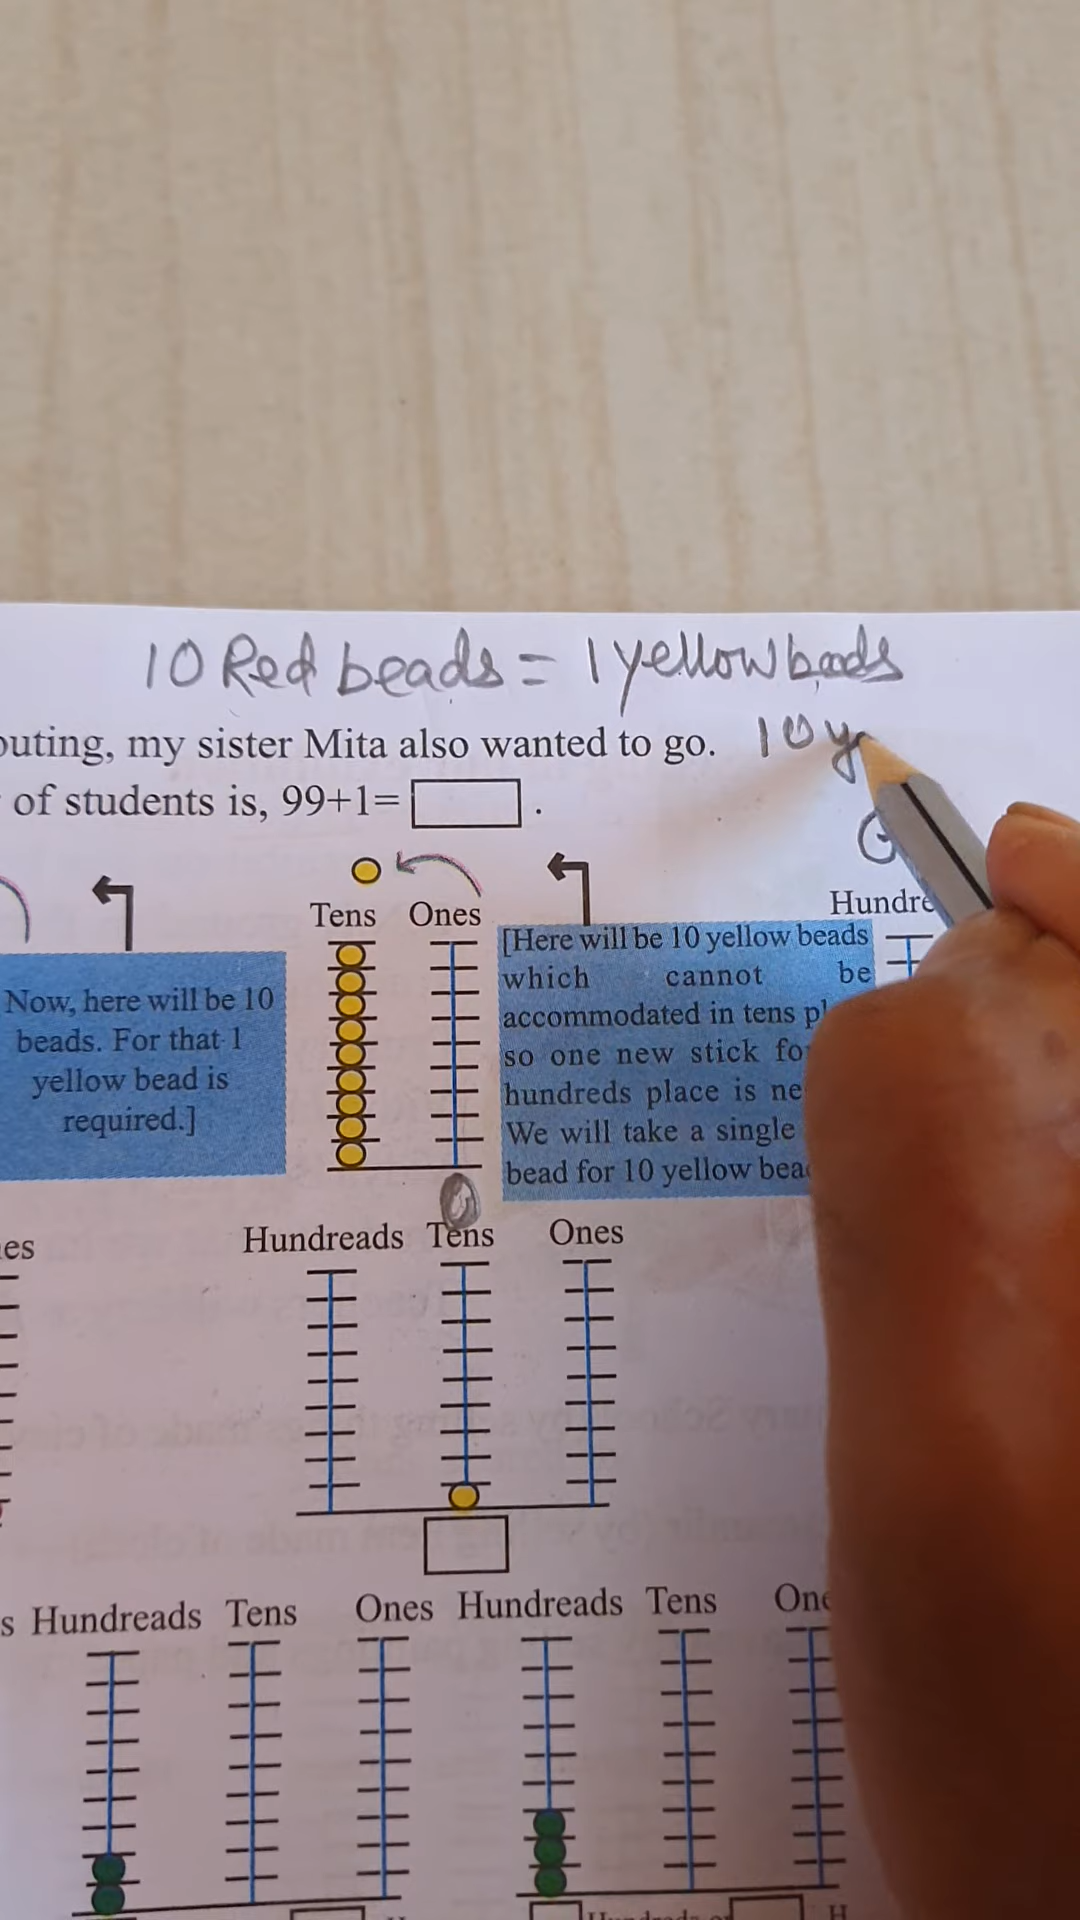 10 Red beads = 1 yellow beads
outing, my sister Mita also wanted to go.
10 y
of students is, 99+1=
.
Tens Ones
Hundre
Now, here will be 10
beads. For that 1
yellow bead is
required.]
[Here will be 10 yellow beads
which cannot be
accommodated in tens pl
so one new stick fo
hundreds place is ne
We will take a single
bead for 10 yellow bea
es
Hundreads Tens Ones
s Hundreads Tens Ones
Hundreads Tens One